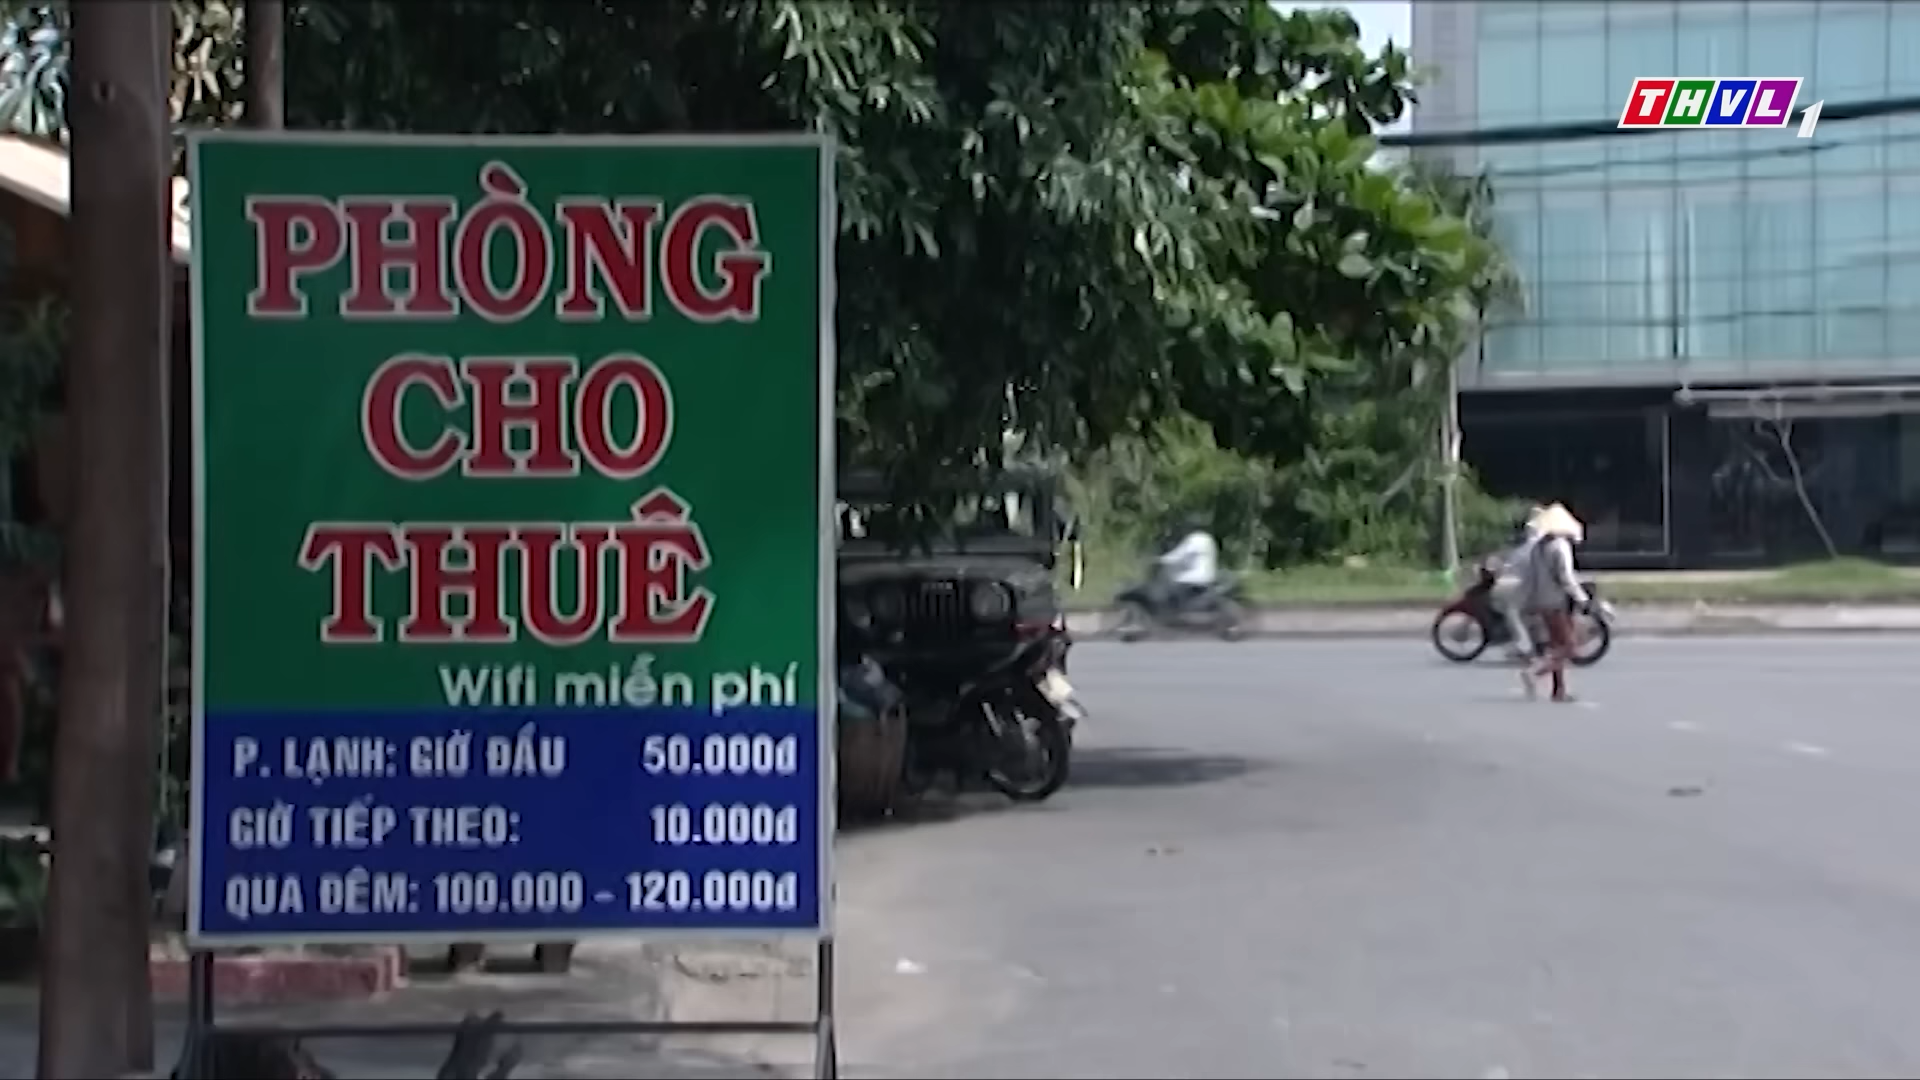 THVL1
PHÒNG
CHO
THUÊ
Wifi miễn phí
P. LẠNH: GIỜ ĐẦU 50.000đ
GIỜ TIẾP THEO: 10.000đ
QUA ĐÊM: 100.000 - 120.000đ